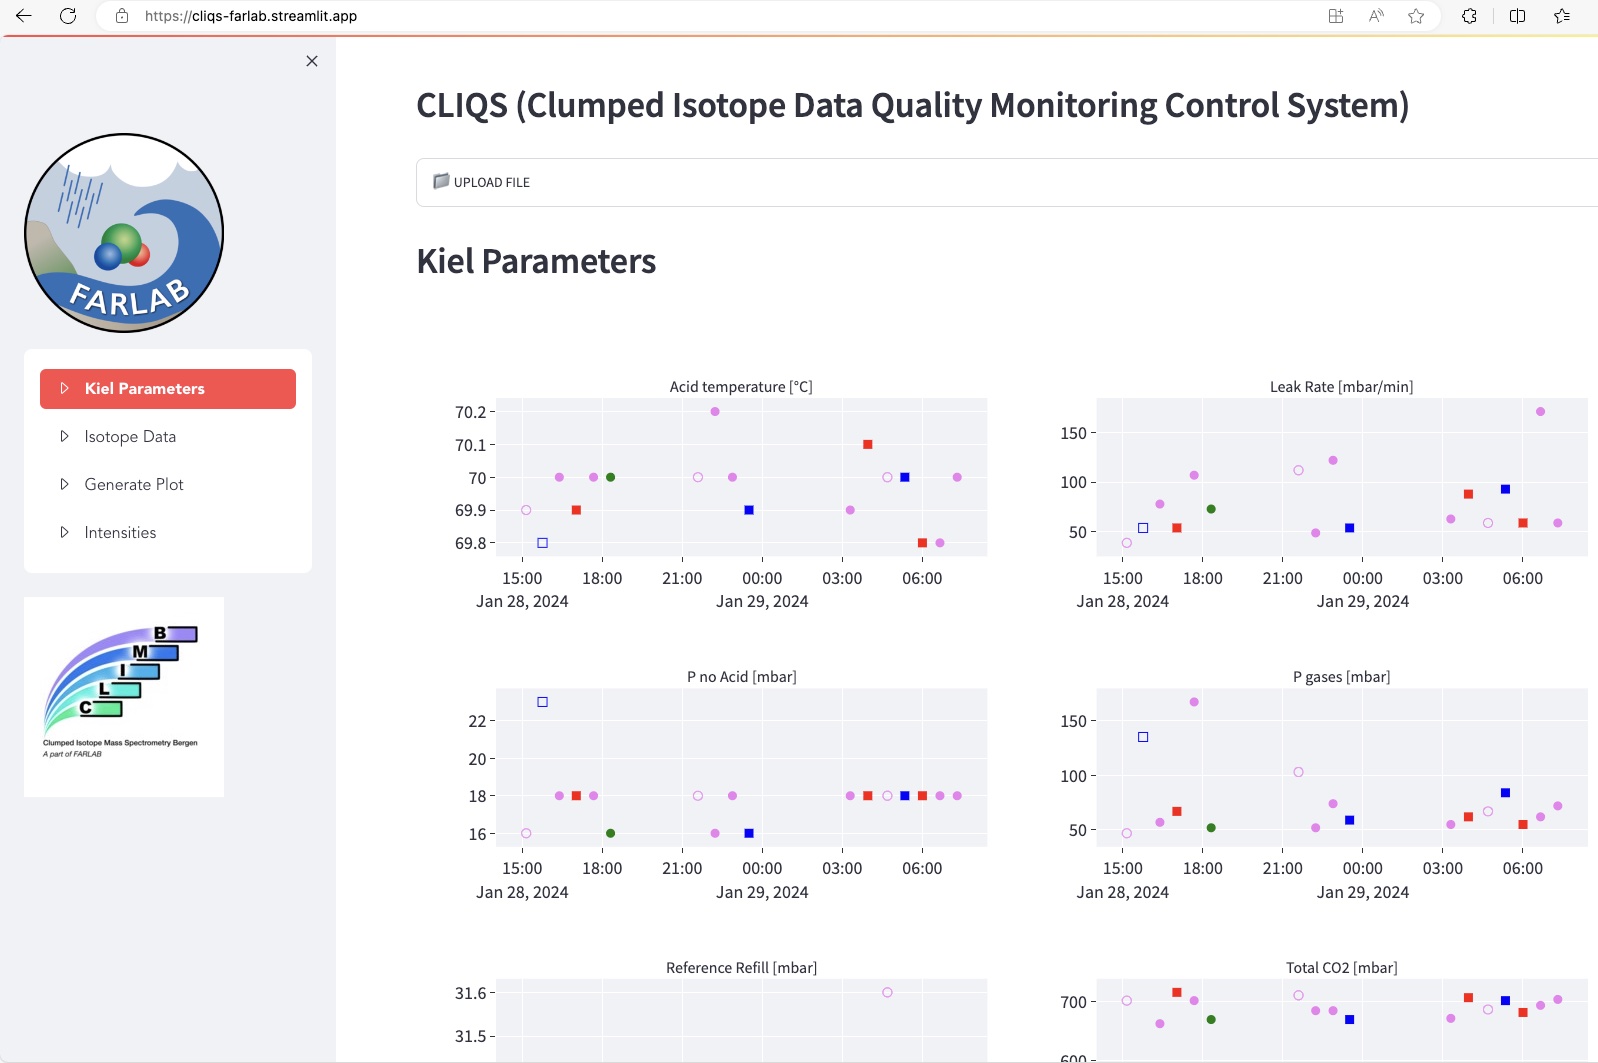 https://cliqs-farlab.streamlit.app
CLIQS (Clumped Isotope Data Quality Monitoring Control System)
UPLOAD FILE
Kiel Parameters
FARLAB
Kiel Parameters
Isotope Data
Generate Plot
Intensities
B
M
I
L
C
Clumped Isotope Mass Spectrometry Bergen
A part of FARLAB
Acid temperature [°C]
70.2
70.1
70
69.9
69.8
15:00 18:00 21:00 00:00 03:00 06:00
Jan 28, 2024 Jan 29, 2024
Leak Rate [mbar/min]
150
100
50
15:00 18:00 21:00 00:00 03:00 06:00
Jan 28, 2024 Jan 29, 2024
P no Acid [mbar]
22
20
18
16
15:00 18:00 21:00 00:00 03:00 06:00
Jan 28, 2024 Jan 29, 2024
P gases [mbar]
150
100
50
15:00 18:00 21:00 00:00 03:00 06:00
Jan 28, 2024 Jan 29, 2024
Reference Refill [mbar]
31.6
31.5
Total CO2 [mbar]
700
600